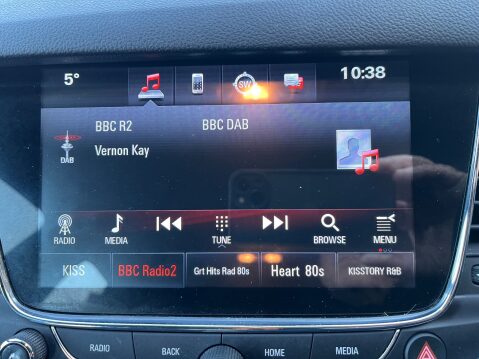 5°
SW
10:38
BBC R2
BBC DAB
DAB
Vernon Kay
RADIO
MEDIA
TUNE
BROWSE
MENU
KISS
BBC Radio2
Grt Hits Rad 80s
Heart 80s
KISSTORY R&B
RADIO
BACK
HOME
MEDIA